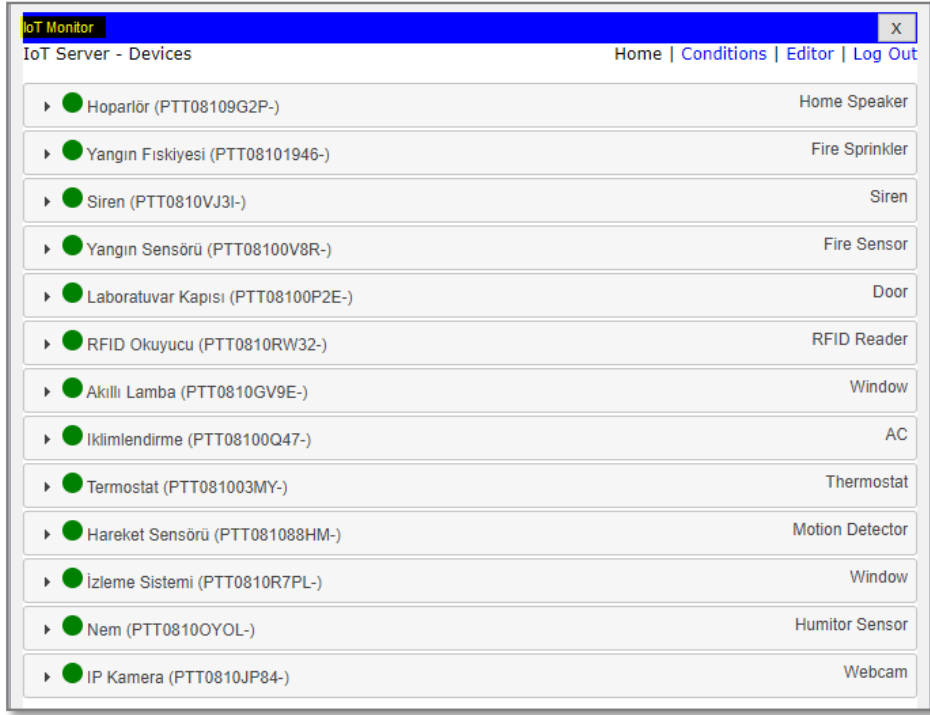 IoT Monitor X
IoT Server - Devices Home | Conditions | Editor | Log Out
Hoparlör (PTT08109G2P-) Home Speaker
Yangın Fıskiyesi (PTT08101946-) Fire Sprinkler
Siren (PTT0810VJ3I-) Siren
Yangın Sensörü (PTT08100V8R-) Fire Sensor
Laboratuvar Kapısı (PTT08100P2E-) Door
RFID Okuyucu (PTT0810RW32-) RFID Reader
Akıllı Lamba (PTT0810GV9E-) Window
Iklimlendirme (PTT08100Q47-) AC
Termostat (PTT081003MY-) Thermostat
Hareket Sensörü (PTT081088HM-) Motion Detector
İzleme Sistemi (PTT0810R7PL-) Window
Nem (PTT0810OYOL-) Humitor Sensor
IP Kamera (PTT0810JP84-) Webcam